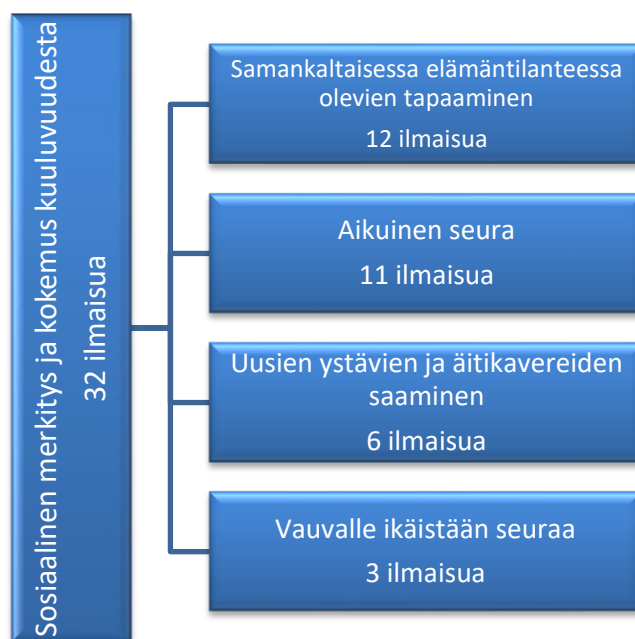 Sosiaalinen merkitys ja kokemus kuuluvuudesta
32 ilmaisua
Samankaltaisessa elämäntilanteessa
olevien tapaaminen
12 ilmaisua
Aikuinen seura
11 ilmaisua
Uusien ystävien ja äitikavereiden
saaminen
6 ilmaisua
Vauvalle ikäistään seuraa
3 ilmaisua